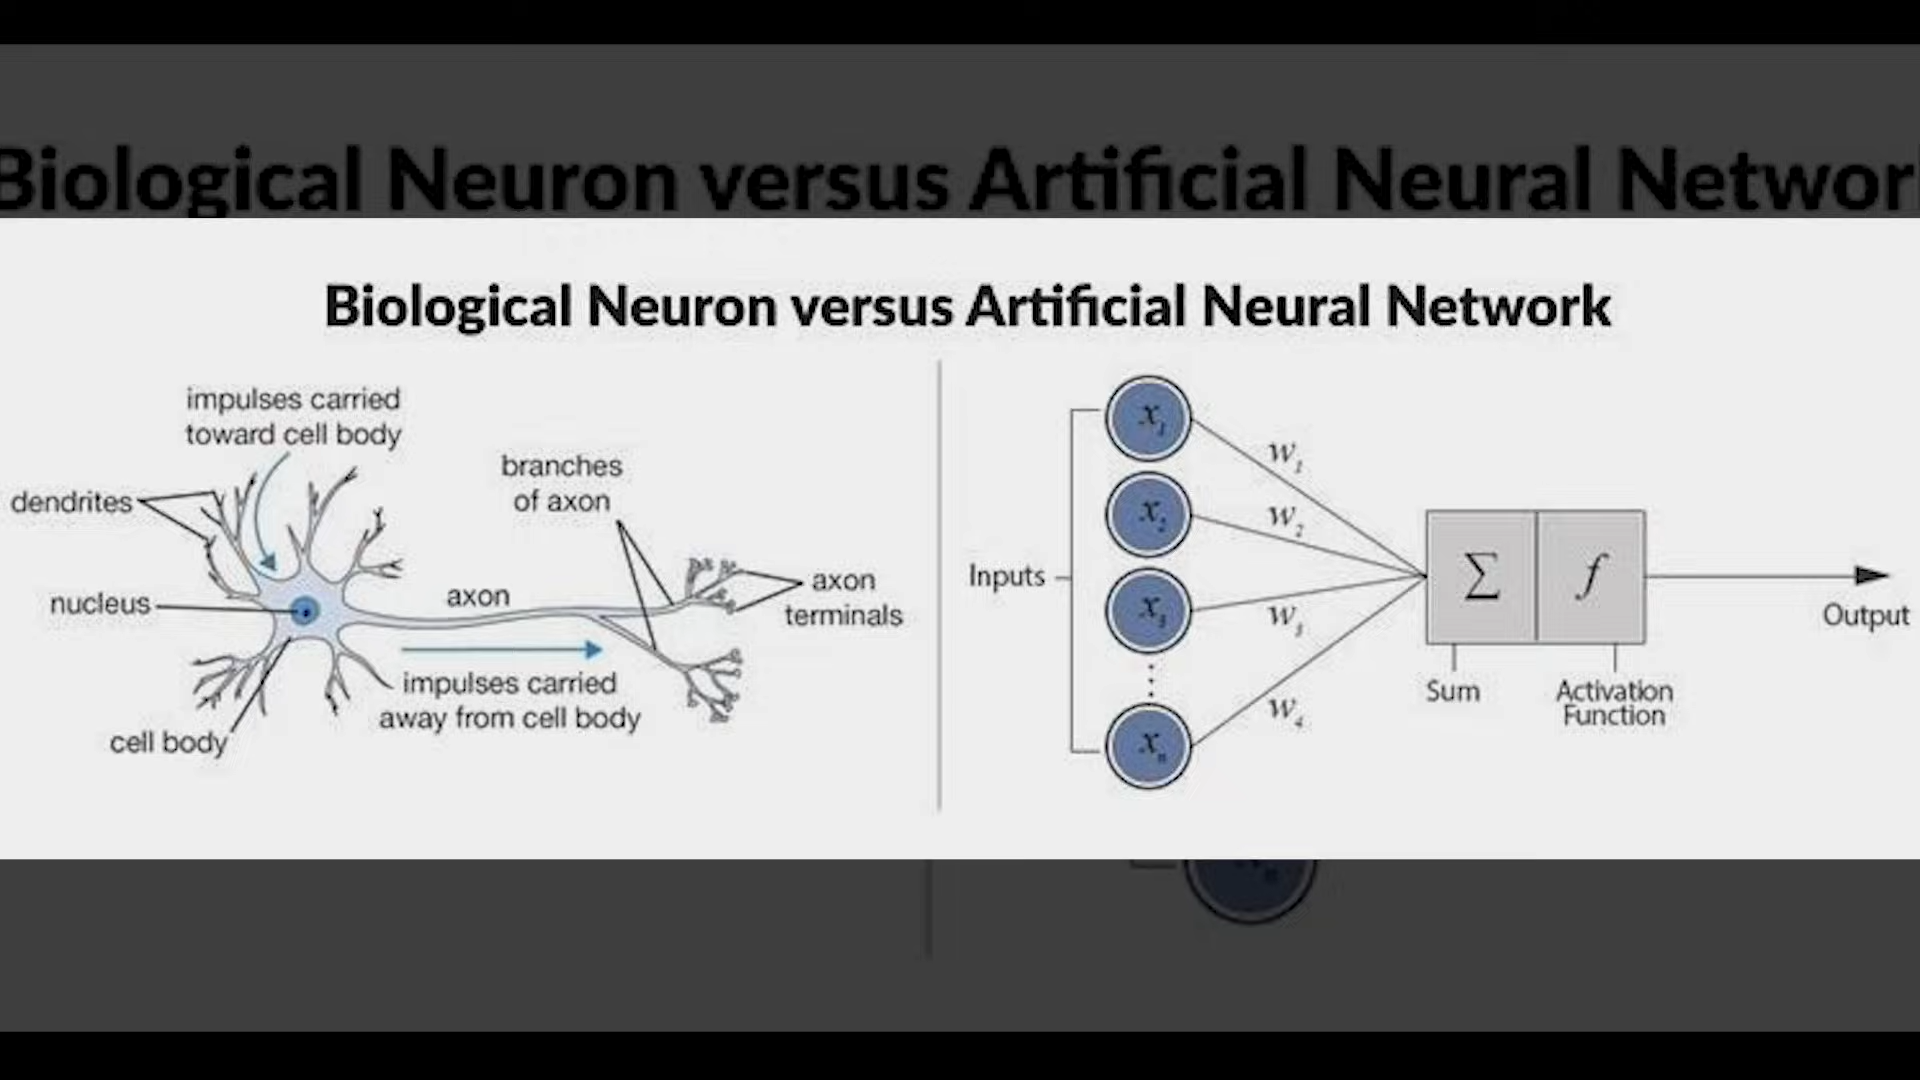 Biological Neuron versus Artificial Neural Networ
Biological Neuron versus Artificial Neural Network
impulses carried
toward cell body
dendrites
nucleus
cell body
axon
impulses carried
away from cell body
branches
of axon
axon
terminals
Inputs
x1
x2
x3
xn
w1
w2
w3
w4
Σ
f
Sum
Activation
Function
Output